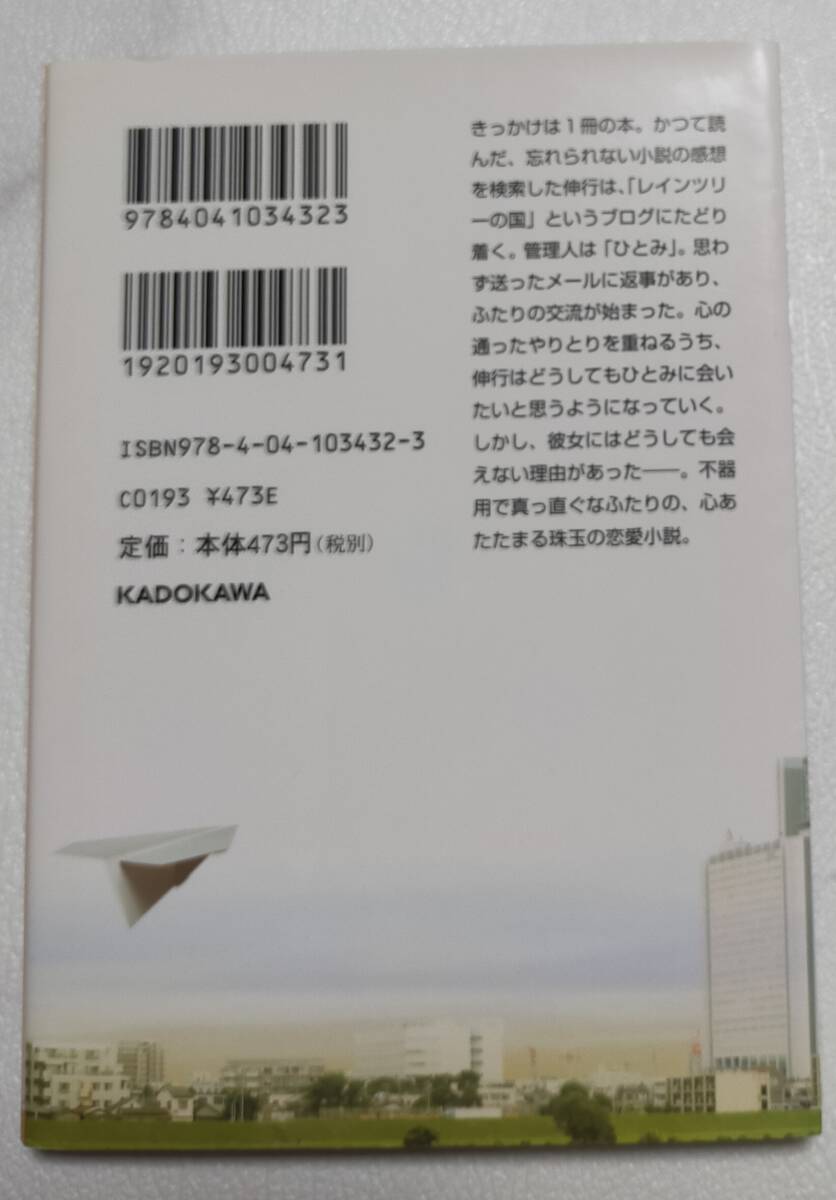 9784041034323
1920193004731
ISBN978-4-04-103432-3
C0193 ¥473E
定価：本体473円（税別）
KADOKAWA
きっかけは１冊の本。かつて読
んだ、忘れられない小説の感想
を検索した伸行は、「レインツリ
ーの国」というブログにたどり
着く。管理人は「ひとみ」。思わ
ず送ったメールに返事があり、
ふたりの交流が始まった。心の
通ったやりとりを重ねるうち、
伸行はどうしてもひとみに会い
たいと思うようになっていく。
しかし、彼女にはどうしても会
えない理由があった――。不器
用で真っ直ぐなふたりの、心あ
たたまる珠玉の恋愛小説。